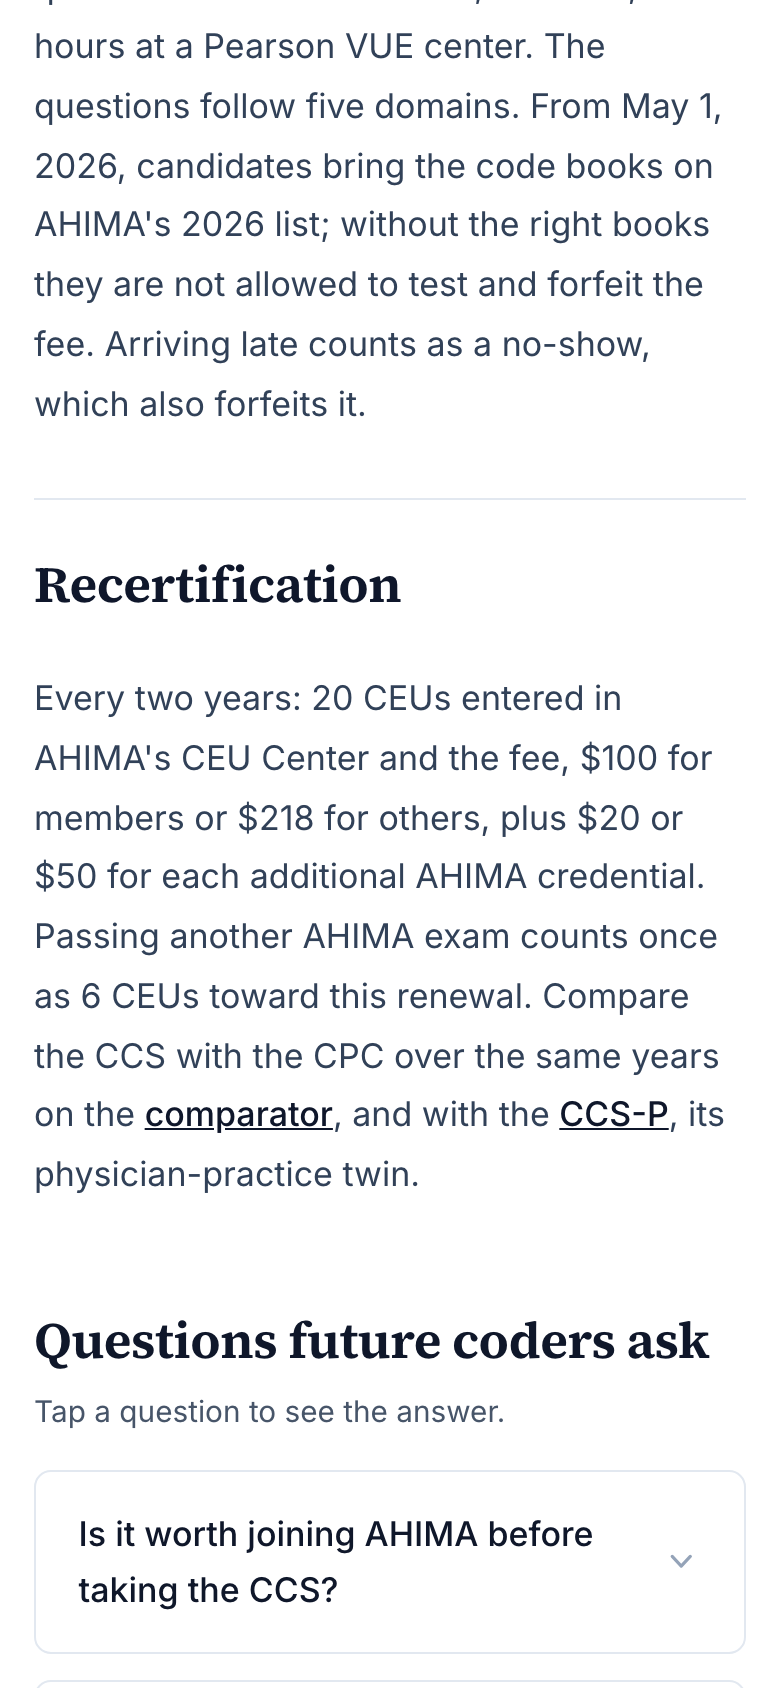 hours at a Pearson VUE center. The
questions follow five domains. From May 1,
2026, candidates bring the code books on
AHIMA's 2026 list; without the right books
they are not allowed to test and forfeit the
fee. Arriving late counts as a no-show,
which also forfeits it.
Recertification
Every two years: 20 CEUs entered in
AHIMA's CEU Center and the fee, $100 for
members or $218 for others, plus $20 or
$50 for each additional AHIMA credential.
Passing another AHIMA exam counts once
as 6 CEUs toward this renewal. Compare
the CCS with the CPC over the same years
on the comparator, and with the CCS-P, its
physician-practice twin.
Questions future coders ask
Tap a question to see the answer.
Is it worth joining AHIMA before
taking the CCS?